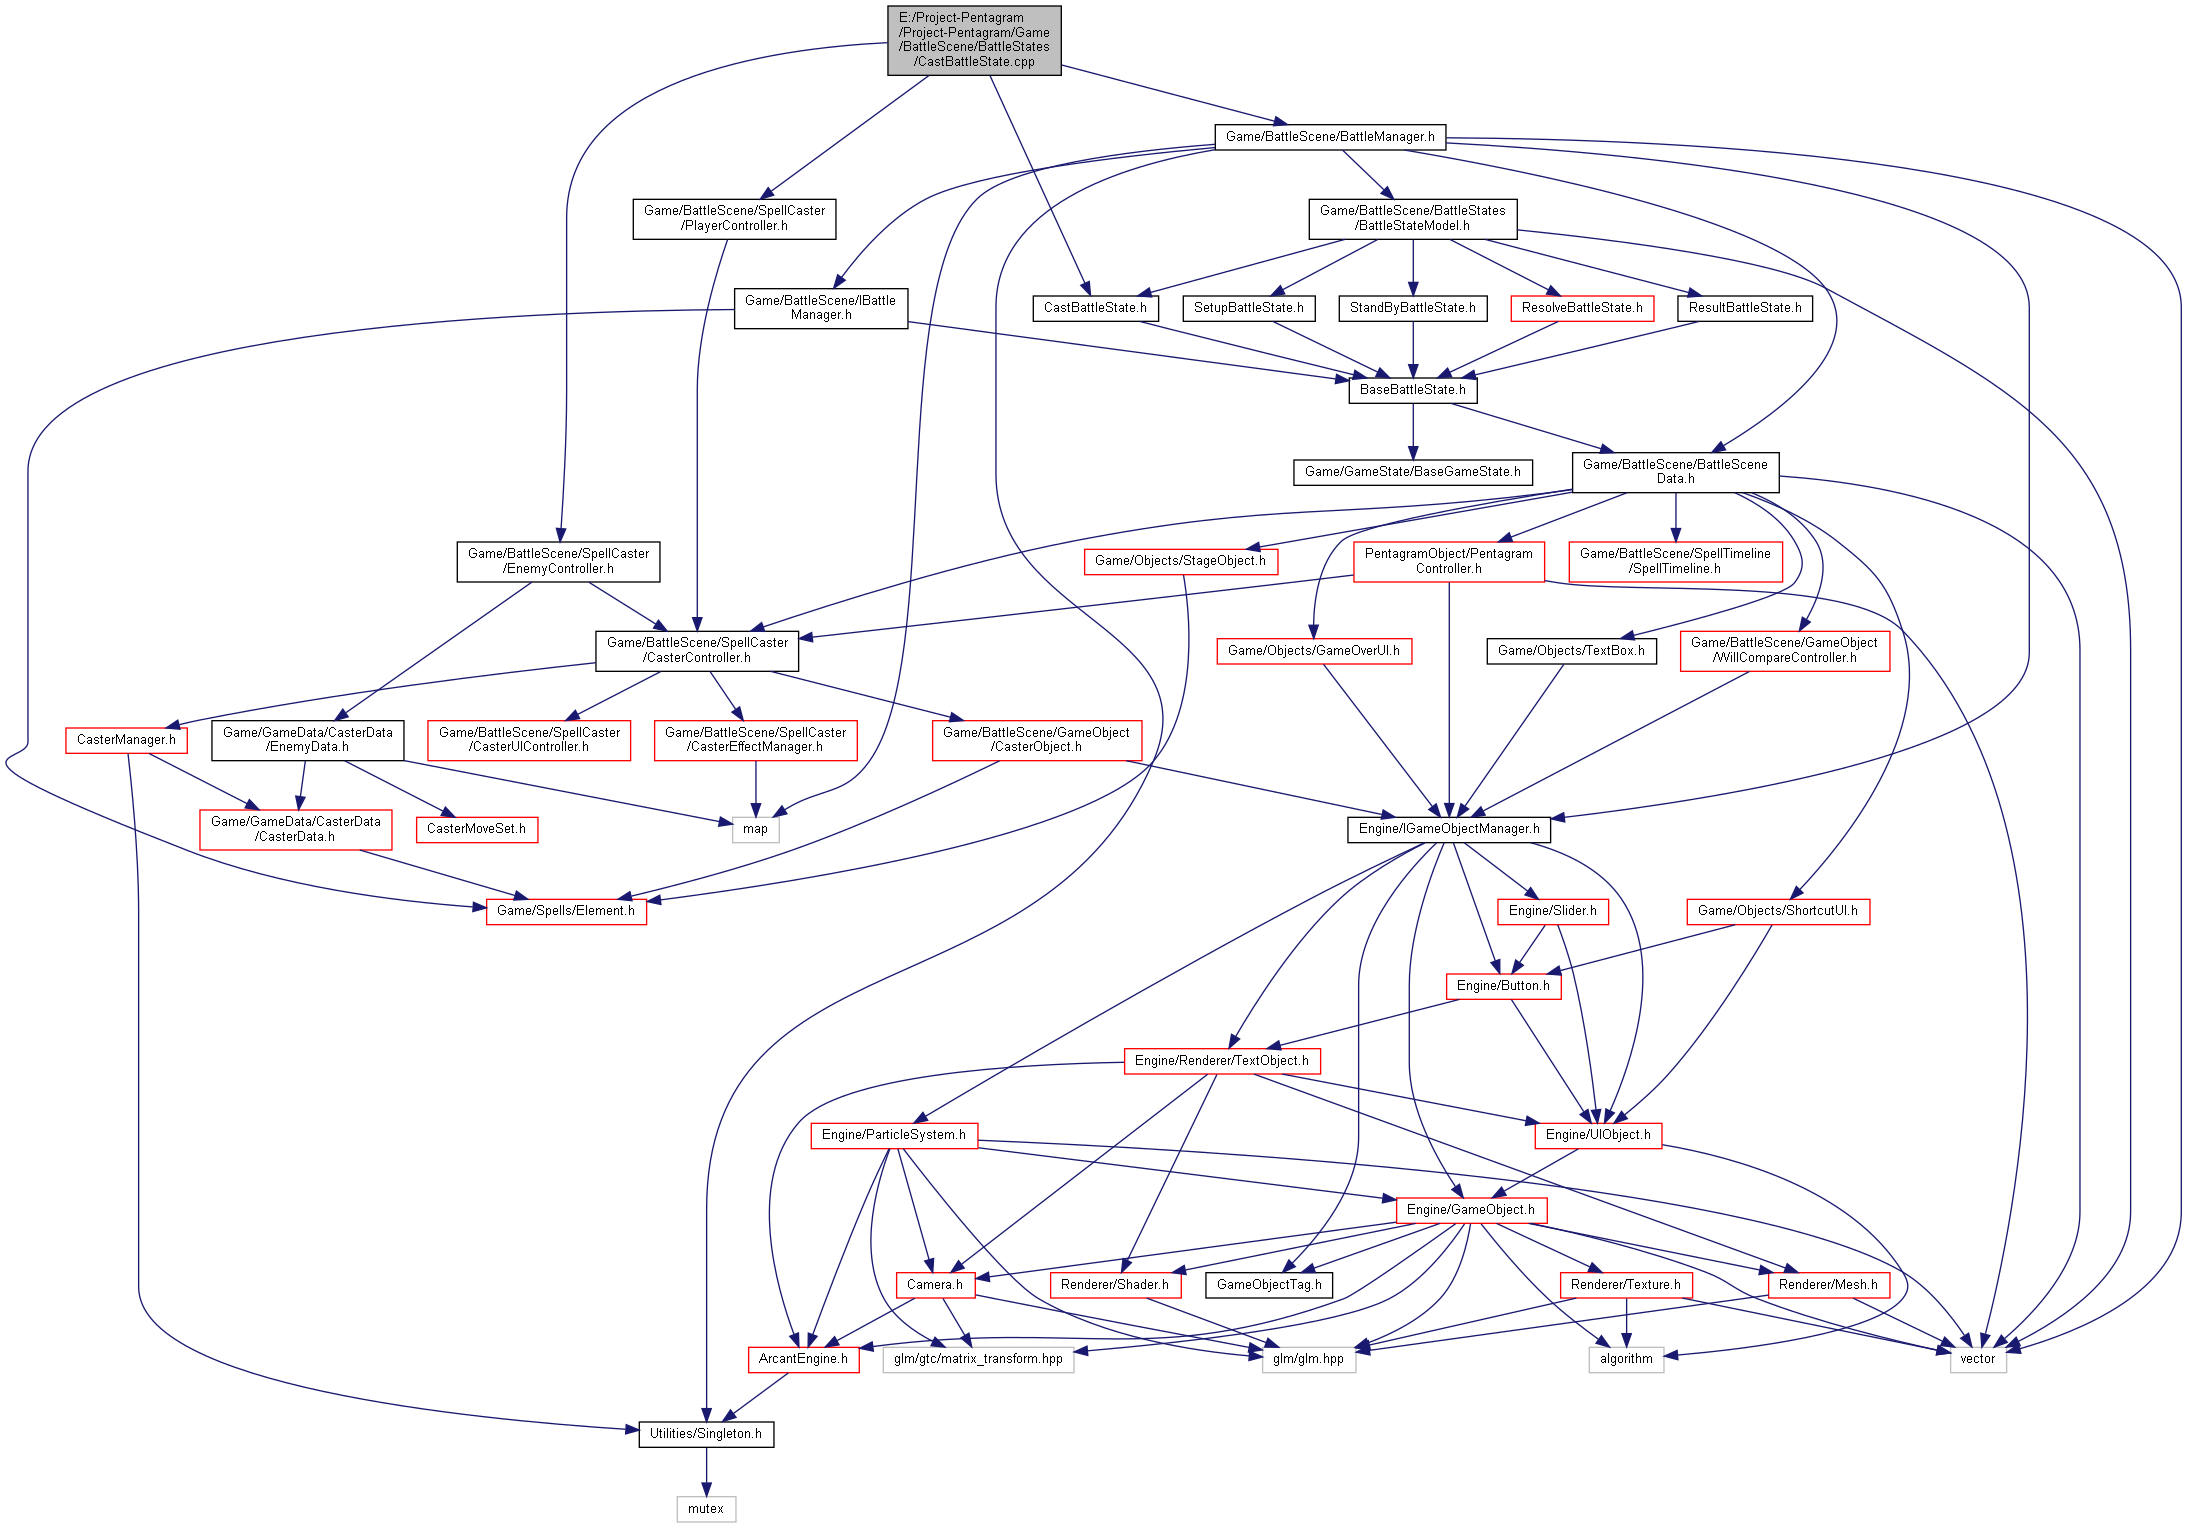 E:/Project-Pentagram
/Project-Pentagram/Game
/BattleScene/BattleStates
/CastBattleState.cpp
Game/BattleScene/BattleManager.h
Game/BattleScene/SpellCaster
/PlayerController.h
Game/BattleScene/BattleStates
/BattleStateModel.h
Game/BattleScene/IBattle
Manager.h
CastBattleState.h
SetupBattleState.h
StandByBattleState.h
ResolveBattleState.h
ResultBattleState.h
BaseBattleState.h
Game/GameState/BaseGameState.h
Game/BattleScene/BattleScene
Data.h
Game/BattleScene/SpellCaster
/EnemyController.h
Game/Objects/StageObject.h
PentagramObject/Pentagram
Controller.h
Game/BattleScene/SpellTimeline
/SpellTimeline.h
Game/BattleScene/SpellCaster
/CasterController.h
Game/Objects/GameOverUI.h
Game/Objects/TextBox.h
Game/BattleScene/GameObject
/WillCompareController.h
CasterManager.h
Game/GameData/CasterData
/EnemyData.h
Game/BattleScene/SpellCaster
/CasterUIController.h
Game/BattleScene/SpellCaster
/CasterEffectManager.h
Game/BattleScene/GameObject
/CasterObject.h
Game/GameData/CasterData
/CasterData.h
CasterMoveSet.h
map
Engine/IGameObjectManager.h
Game/Spells/Element.h
Engine/Slider.h
Game/Objects/ShortcutUI.h
Engine/Button.h
Engine/Renderer/TextObject.h
Engine/ParticleSystem.h
Engine/UIObject.h
Engine/GameObject.h
Camera.h
Renderer/Shader.h
GameObjectTag.h
Renderer/Texture.h
Renderer/Mesh.h
ArcantEngine.h
glm/gtc/matrix_transform.hpp
glm/glm.hpp
algorithm
vector
Utilities/Singleton.h
mutex